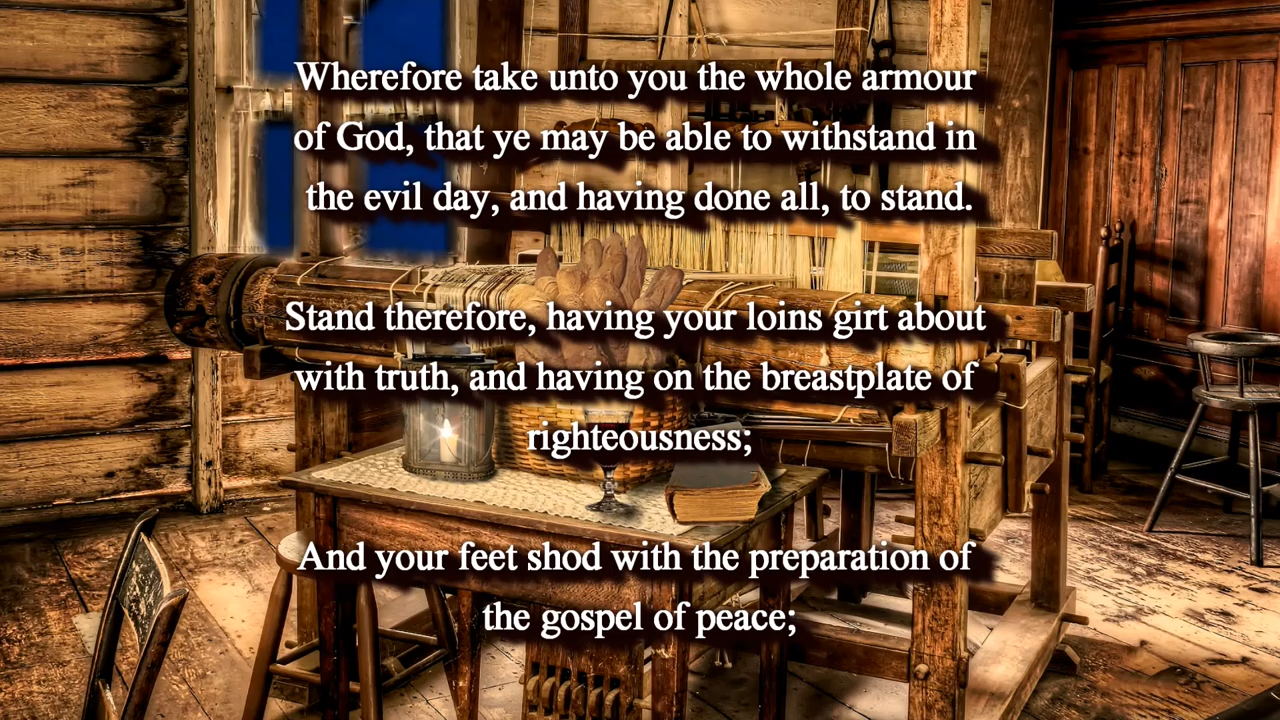 Wherefore take unto you the whole armour
of God, that ye may be able to withstand in
the evil day, and having done all, to stand.
Stand therefore, having your loins girt about
with truth, and having on the breastplate of
righteousness;
And your feet shod with the preparation of
the gospel of peace;